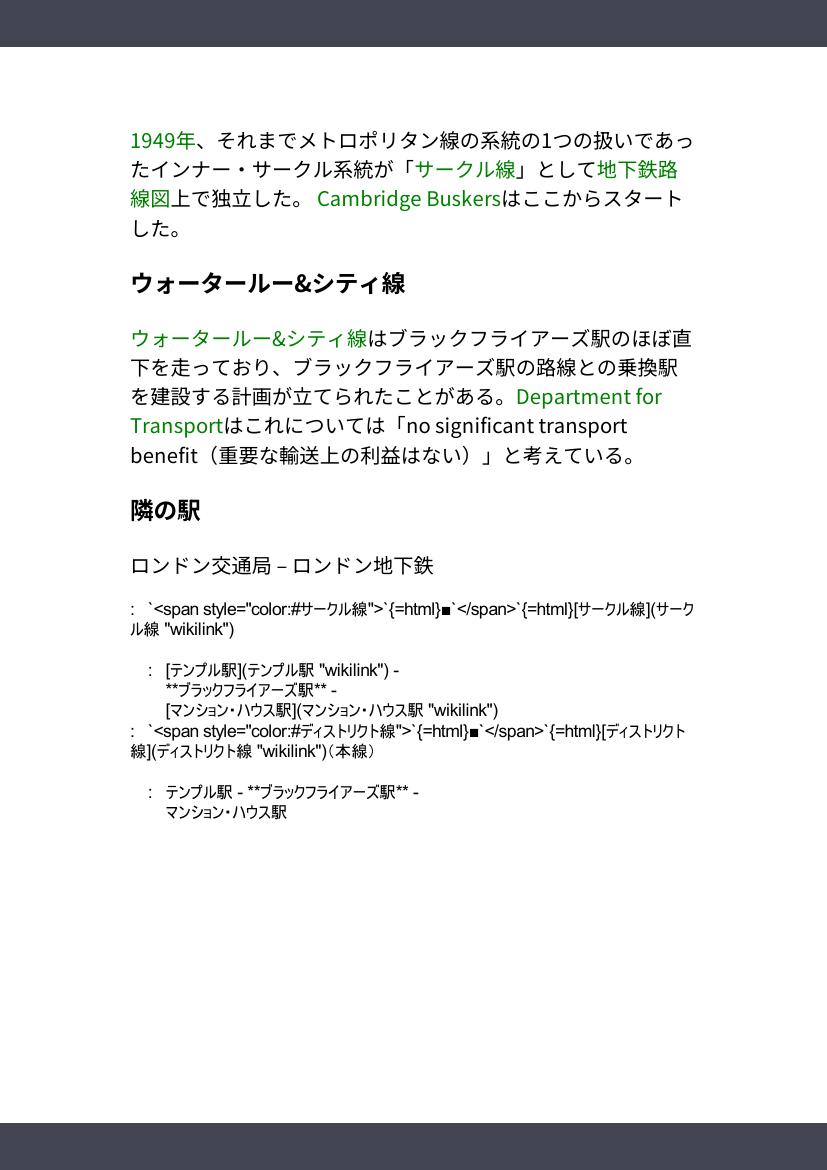 1949年、それまでメトロポリタン線の系統の1つの扱いであっ
たインナー・サークル系統が「サークル線」として地下鉄路
線図上で独立した。 Cambridge Buskersはここからスタート
した。
ウォータールー&シティ線
ウォータールー&シティ線はブラックフライアーズ駅のほぼ直
下を走っており、ブラックフライアーズ駅の路線との乗換駅
を建設する計画が立てられたことがある。Department for
Transportはこれについては「no significant transport
benefit（重要な輸送上の利益はない）」と考えている。
隣の駅
ロンドン交通局 – ロンドン地下鉄
:   `<span style="color:#サークル線">`{=html}■`</span>`{=html}[サークル線](サーク
ル線 "wikilink")
:   [テンプル駅](テンプル駅 "wikilink") -
**ブラックフライアーズ駅** -
[マンション・ハウス駅](マンション・ハウス駅 "wikilink")
:   `<span style="color:#ディストリクト線">`{=html}■`</span>`{=html}[ディストリクト
線](ディストリクト線 "wikilink")（本線）
:   テンプル駅 - **ブラックフライアーズ駅** -
マンション・ハウス駅